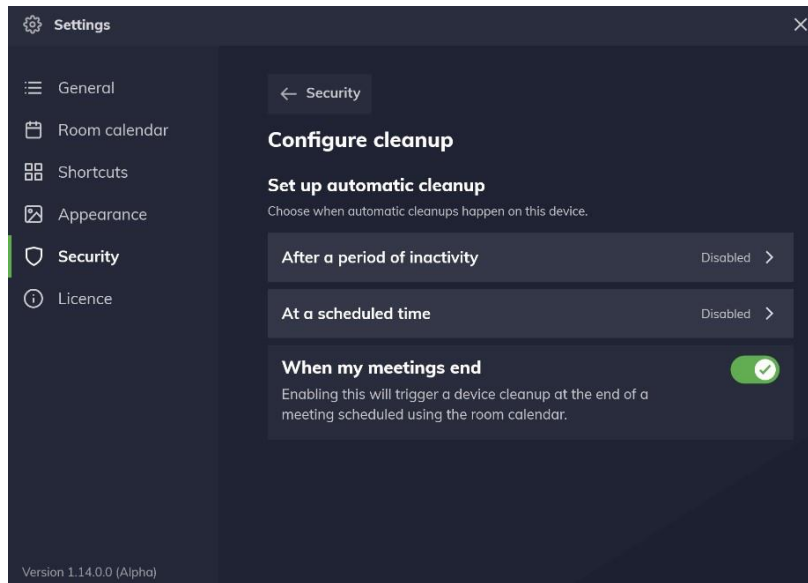 Settings
General
Room calendar
Shortcuts
Appearance
Security
Licence
Version 1.14.0.0 (Alpha)
← Security
Configure cleanup
Set up automatic cleanup
Choose when automatic cleanups happen on this device.
After a period of inactivity Disabled
At a scheduled time Disabled
When my meetings end
Enabling this will trigger a device cleanup at the end of a
meeting scheduled using the room calendar.